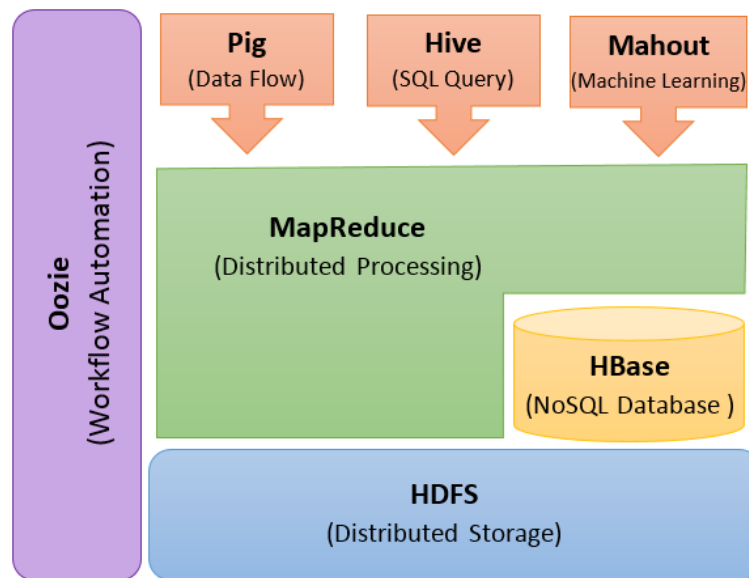 Oozie
(Workflow Automation)
Pig
(Data Flow)
Hive
(SQL Query)
Mahout
(Machine Learning)
MapReduce
(Distributed Processing)
HBase
(NoSQL Database )
HDFS
(Distributed Storage)